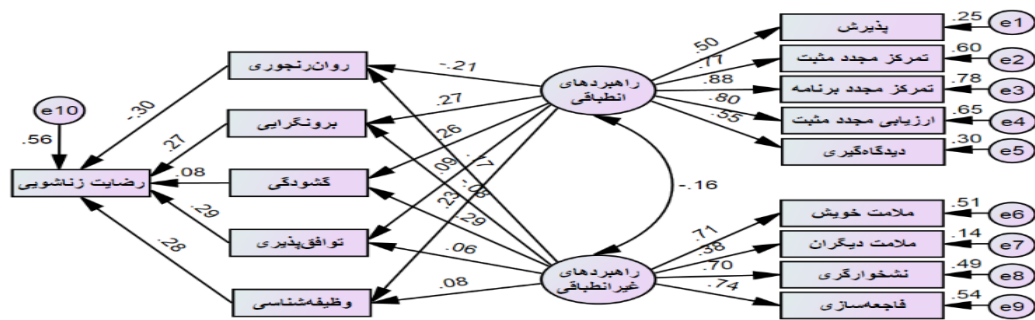 پذیرش
.25
e1
.50
تمرکز مجدد مثبت
.60
e2
.77
تمرکز مجدد برنامه
.78
e3
.88
ارزیابی مجدد مثبت
.65
e4
.80
دیدگاه‌گیری
.30
e5
.55
راهبردهای
انطباقی
روان‌رنجوری
-.21
برونگرایی
.27
گشودگی
.26
توافق‌پذیری
.09
وظیفه‌شناسی
.23
.17
-.08
.29
.06
.08
e10
.56
رضایت زناشویی
-.30
.27
.08
.29
.28
-.16
راهبردهای
غیرانطباقی
ملامت خویش
.51
e6
.71
ملامت دیگران
.14
e7
.38
نشخوارگری
.49
e8
.70
فاجعه‌سازی
.54
e9
.74